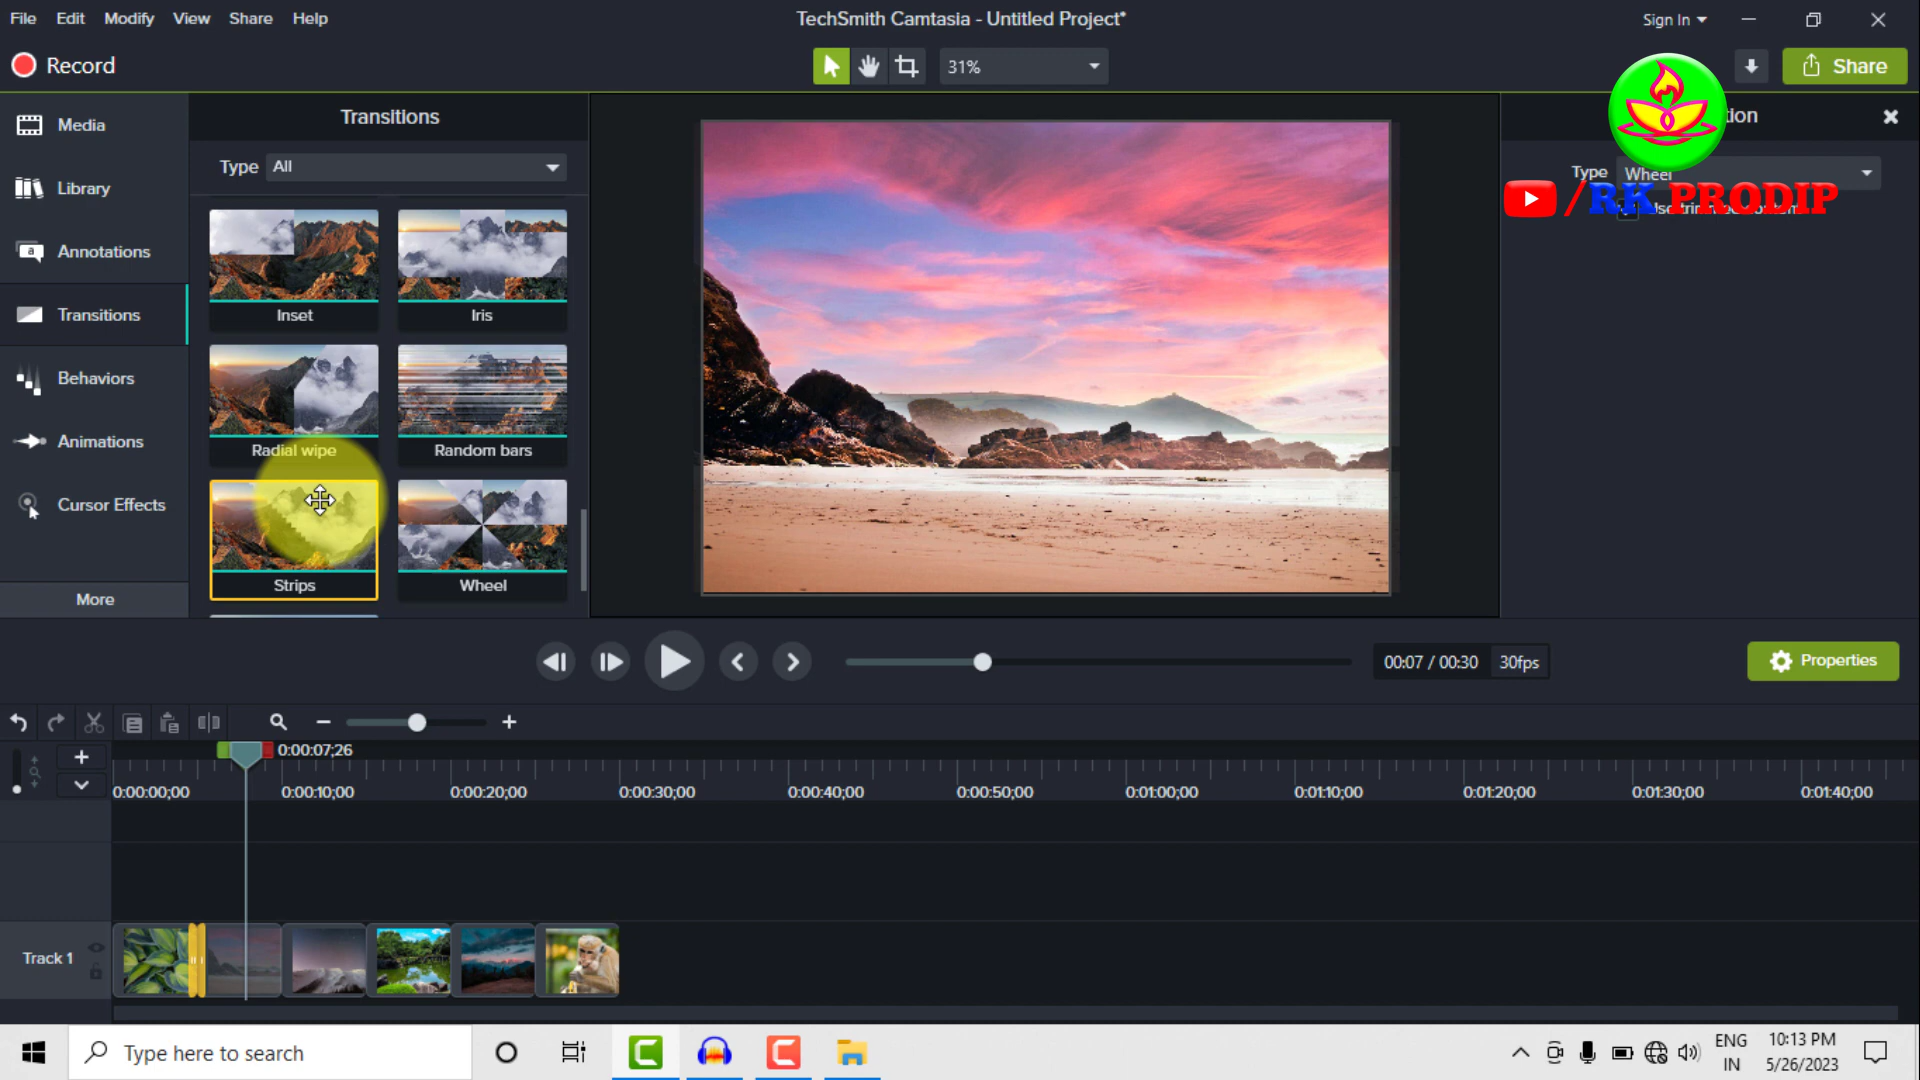 File Edit Modify View Share Help
TechSmith Camtasia - Untitled Project*
Sign In
Record
31%
Share
Media
Library
Annotations
Transitions
Behaviors
Animations
Cursor Effects
More
Transitions
Type All
Inset
Iris
Radial wipe
Random bars
Strips
Wheel
Type Wheel
/RK PRODIP
00:07 / 00:30 30fps
Properties
0:00:07;26
0:00:00;00 0:00:10;00 0:00:20;00 0:00:30;00 0:00:40;00 0:00:50;00 0:01:00;00 0:01:10;00 0:01:20;00 0:01:30;00 0:01:40;00
Track 1
Type here to search
ENG
IN
10:13 PM
5/26/2023